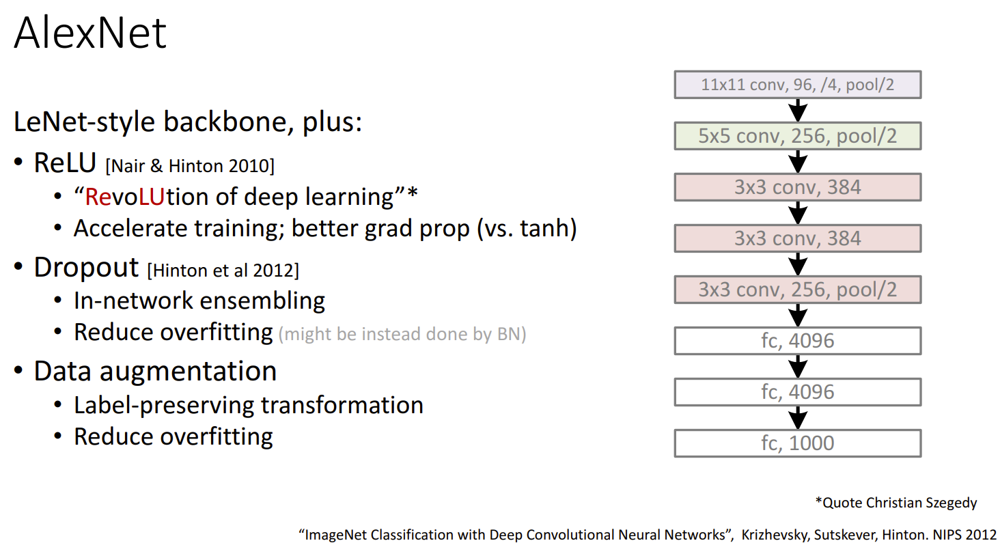 AlexNet
LeNet-style backbone, plus:
• ReLU [Nair & Hinton 2010]
• “RevoLUtion of deep learning”*
• Accelerate training; better grad prop (vs. tanh)
• Dropout [Hinton et al 2012]
• In-network ensembling
• Reduce overfitting (might be instead done by BN)
• Data augmentation
• Label-preserving transformation
• Reduce overfitting
11x11 conv, 96, /4, pool/2
5x5 conv, 256, pool/2
3x3 conv, 384
3x3 conv, 384
3x3 conv, 256, pool/2
fc, 4096
fc, 4096
fc, 1000
*Quote Christian Szegedy
“ImageNet Classification with Deep Convolutional Neural Networks”, Krizhevsky, Sutskever, Hinton. NIPS 2012